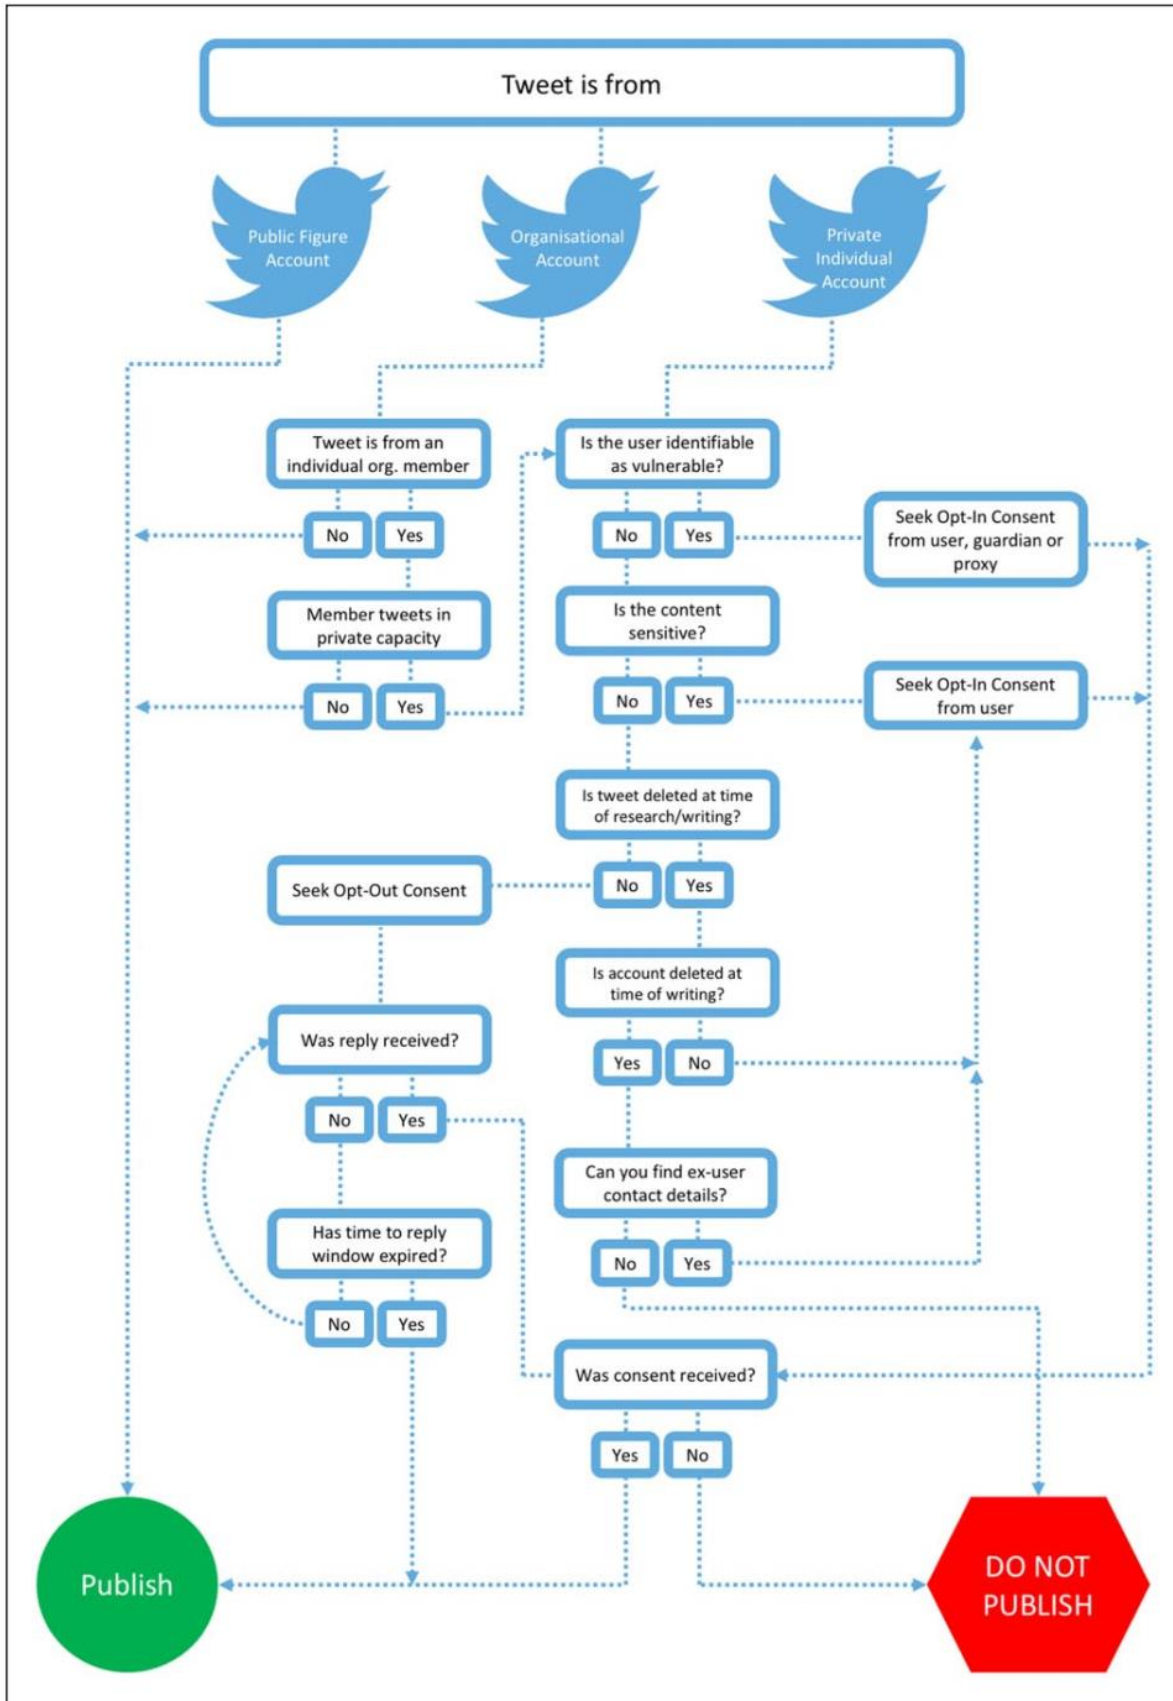 Tweet is from
Public Figure
Account
Organisational
Account
Private
Individual
Account
Tweet is from an
individual org. member
No
Yes
Member tweets in
private capacity
No
Yes
Is the user identifiable
as vulnerable?
No
Yes
Seek Opt-In Consent
from user, guardian or
proxy
Is the content
sensitive?
No
Yes
Seek Opt-In Consent
from user
Is tweet deleted at time
of research/writing?
No
Yes
Seek Opt-Out Consent
Is account deleted at
time of writing?
Yes
No
Was reply received?
No
Yes
Can you find ex-user
contact details?
No
Yes
Has time to reply
window expired?
No
Yes
Was consent received?
Yes
No
Publish
DO NOT
PUBLISH